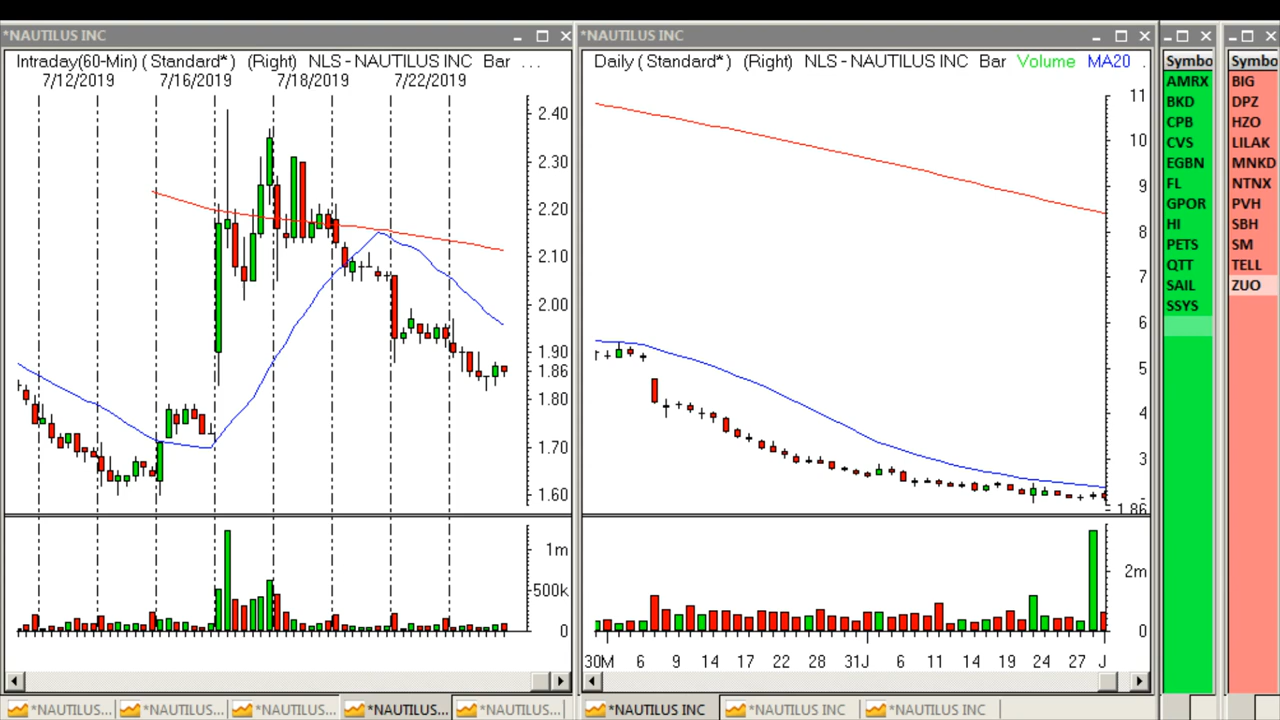 *NAUTILUS INC
Intraday(60-Min) ( Standard* ) (Right) NLS - NAUTILUS INC Bar ...
7/12/2019 7/16/2019 7/18/2019 7/22/2019
2.40
2.30
2.20
2.10
2.00
1.90
1.86
1.80
1.70
1.60
1m
500k
0
*NAUTILUS... *NAUTILUS... *NAUTILUS... *NAUTILUS... *NAUTILUS...
*NAUTILUS INC
Daily ( Standard* ) (Right) NLS - NAUTILUS INC Bar Volume MA20 .
11
10
9
8
7
6
5
4
3
1.86
2m
0
30M 6 9 14 17 22 28 31J 6 11 14 19 24 27 J
*NAUTILUS INC *NAUTILUS INC *NAUTILUS INC
Symbo
AMRX
BKD
CPB
CVS
EGBN
FL
GPOR
HI
PETS
QTT
SAIL
SSYS
Symbo
BIG
DPZ
HZO
LILAK
MNKD
NTNX
PVH
SBH
SM
TELL
ZUO